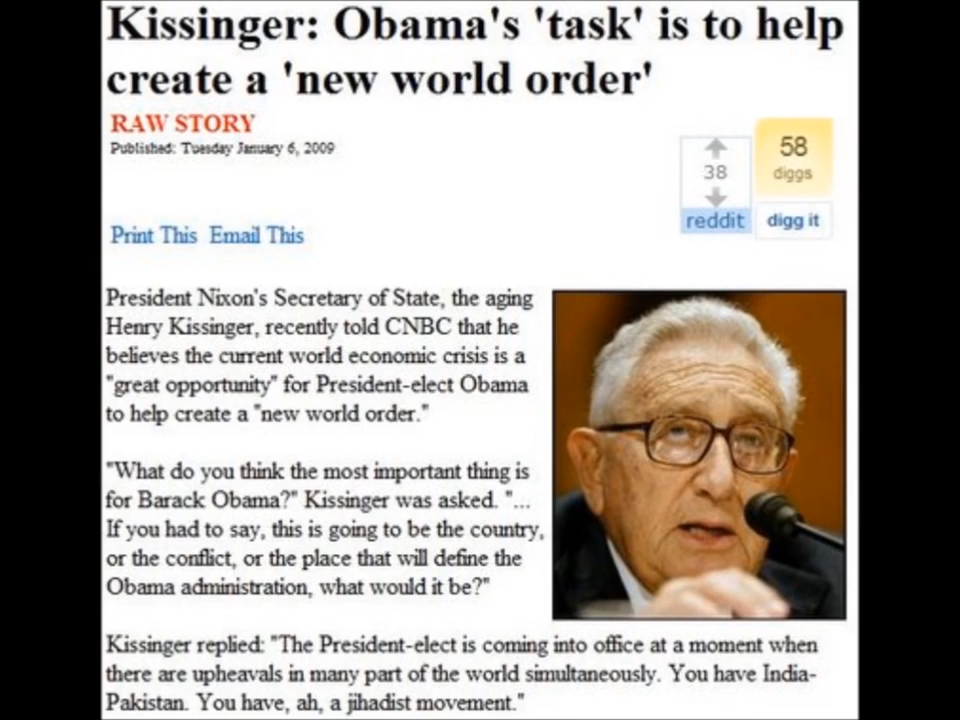 Kissinger: Obama's 'task' is to help
create a 'new world order'
RAW STORY
Published: Tuesday January 6, 2009
38
reddit
58
diggs
digg it
Print This Email This
President Nixon's Secretary of State, the aging
Henry Kissinger, recently told CNBC that he
believes the current world economic crisis is a
"great opportunity" for President-elect Obama
to help create a "new world order."
"What do you think the most important thing is
for Barack Obama?" Kissinger was asked. "...
If you had to say, this is going to be the country,
or the conflict, or the place that will define the
Obama administration, what would it be?"
Kissinger replied: "The President-elect is coming into office at a moment when
there are upheavals in many part of the world simultaneously. You have India-
Pakistan. You have, ah, a jihadist movement."